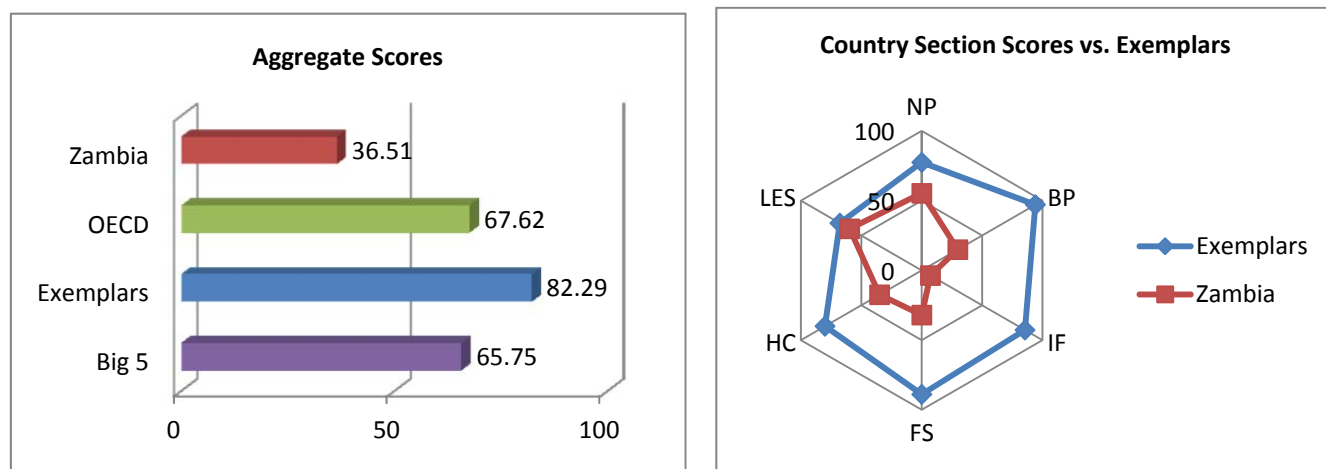 Aggregate Scores
Zambia
36.51
OECD
67.62
Exemplars
82.29
Big 5
65.75
0
50
100
Country Section Scores vs. Exemplars
NP
100
BP
LES
50
0
HC
IF
FS
Exemplars
Zambia